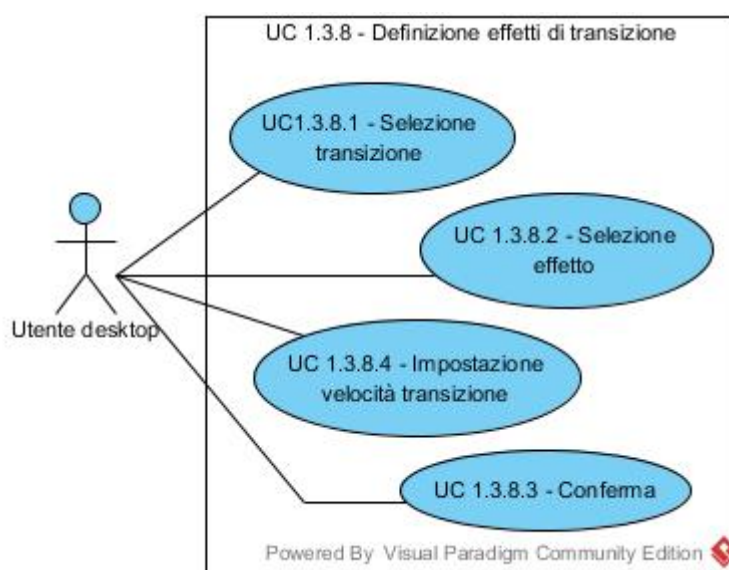 UC 1.3.8 - Definizione effetti di transizione
UC1.3.8.1 - Selezione
transizione
UC 1.3.8.2 - Selezione
effetto
Utente desktop
UC 1.3.8.4 - Impostazione
velocità transizione
UC 1.3.8.3 - Conferma
Powered By Visual Paradigm Community Edition